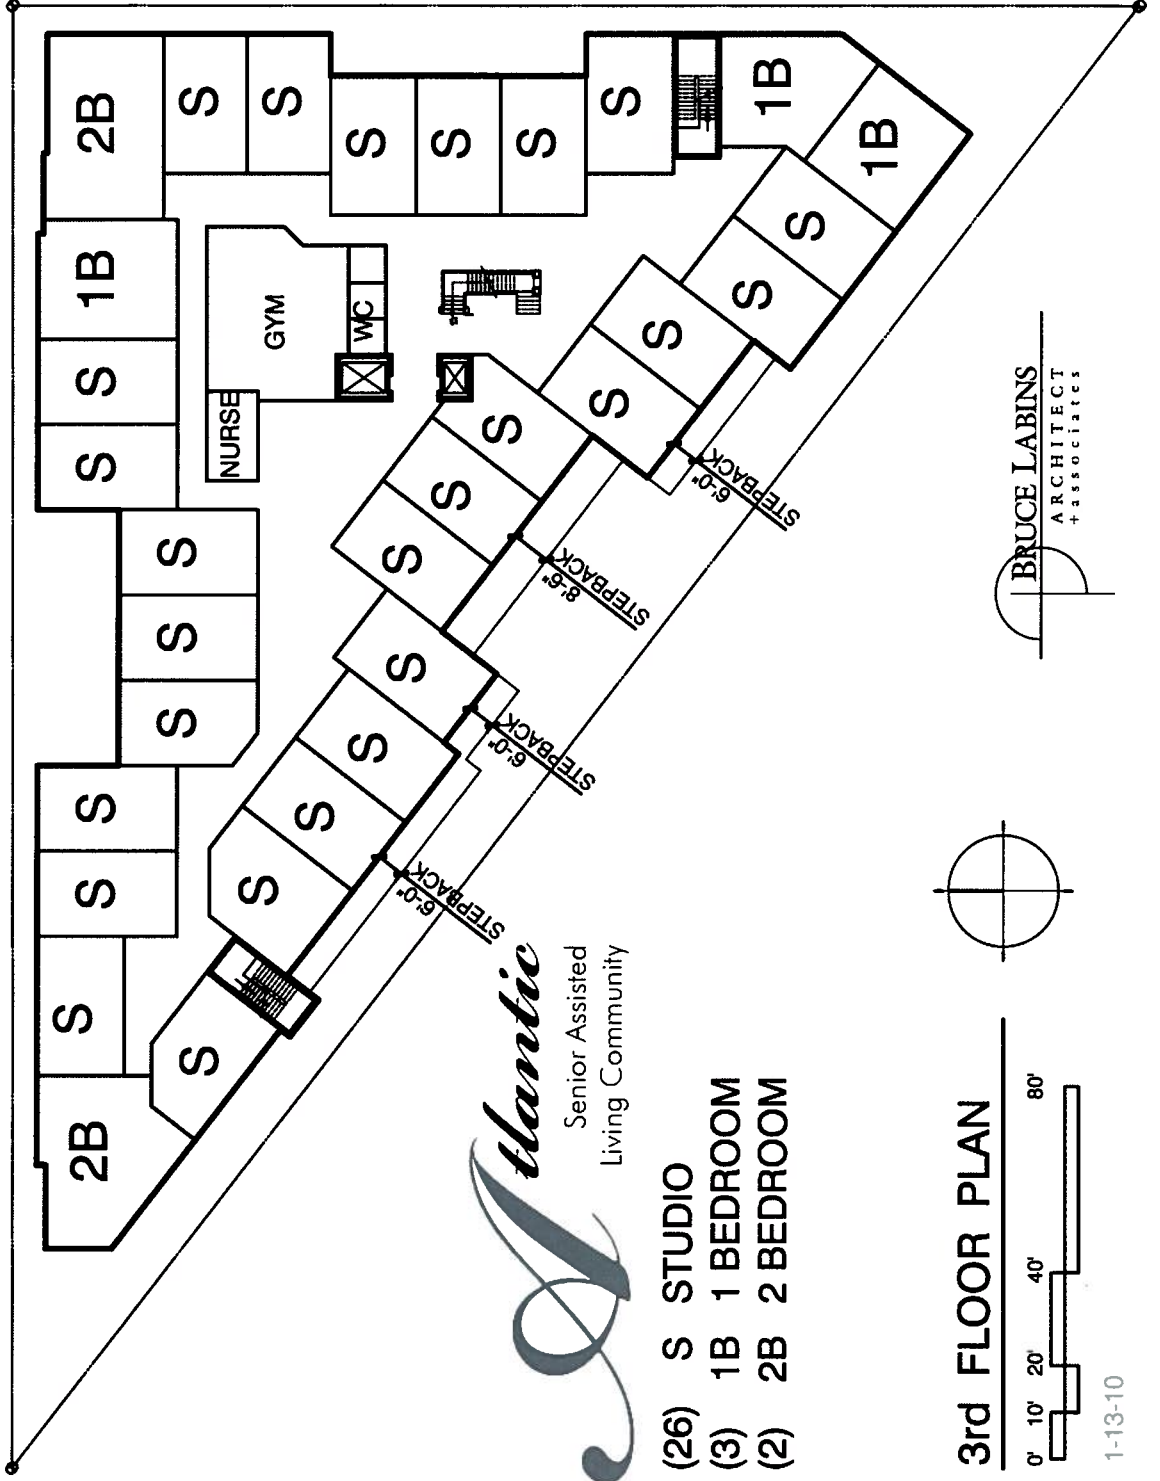 2B
S
S
S
S
S
1B
2B
S
S
S
S
S
NURSE
S
GYM
S
S
S
WC
S
S
S
S
S
S
S
S
S
S
S
1B
S
1B
6'-0"
STEPBACK
6'-0"
STEPBACK
8'-6"
STEPBACK
6'-0"
STEPBACK
Atlantic
Senior Assisted
Living Community
(26) S STUDIO
(3) 1B 1 BEDROOM
(2) 2B 2 BEDROOM
3rd FLOOR PLAN
0' 10' 20' 40' 80'
1-13-10
BRUCE LABINS
ARCHITECT
+associates